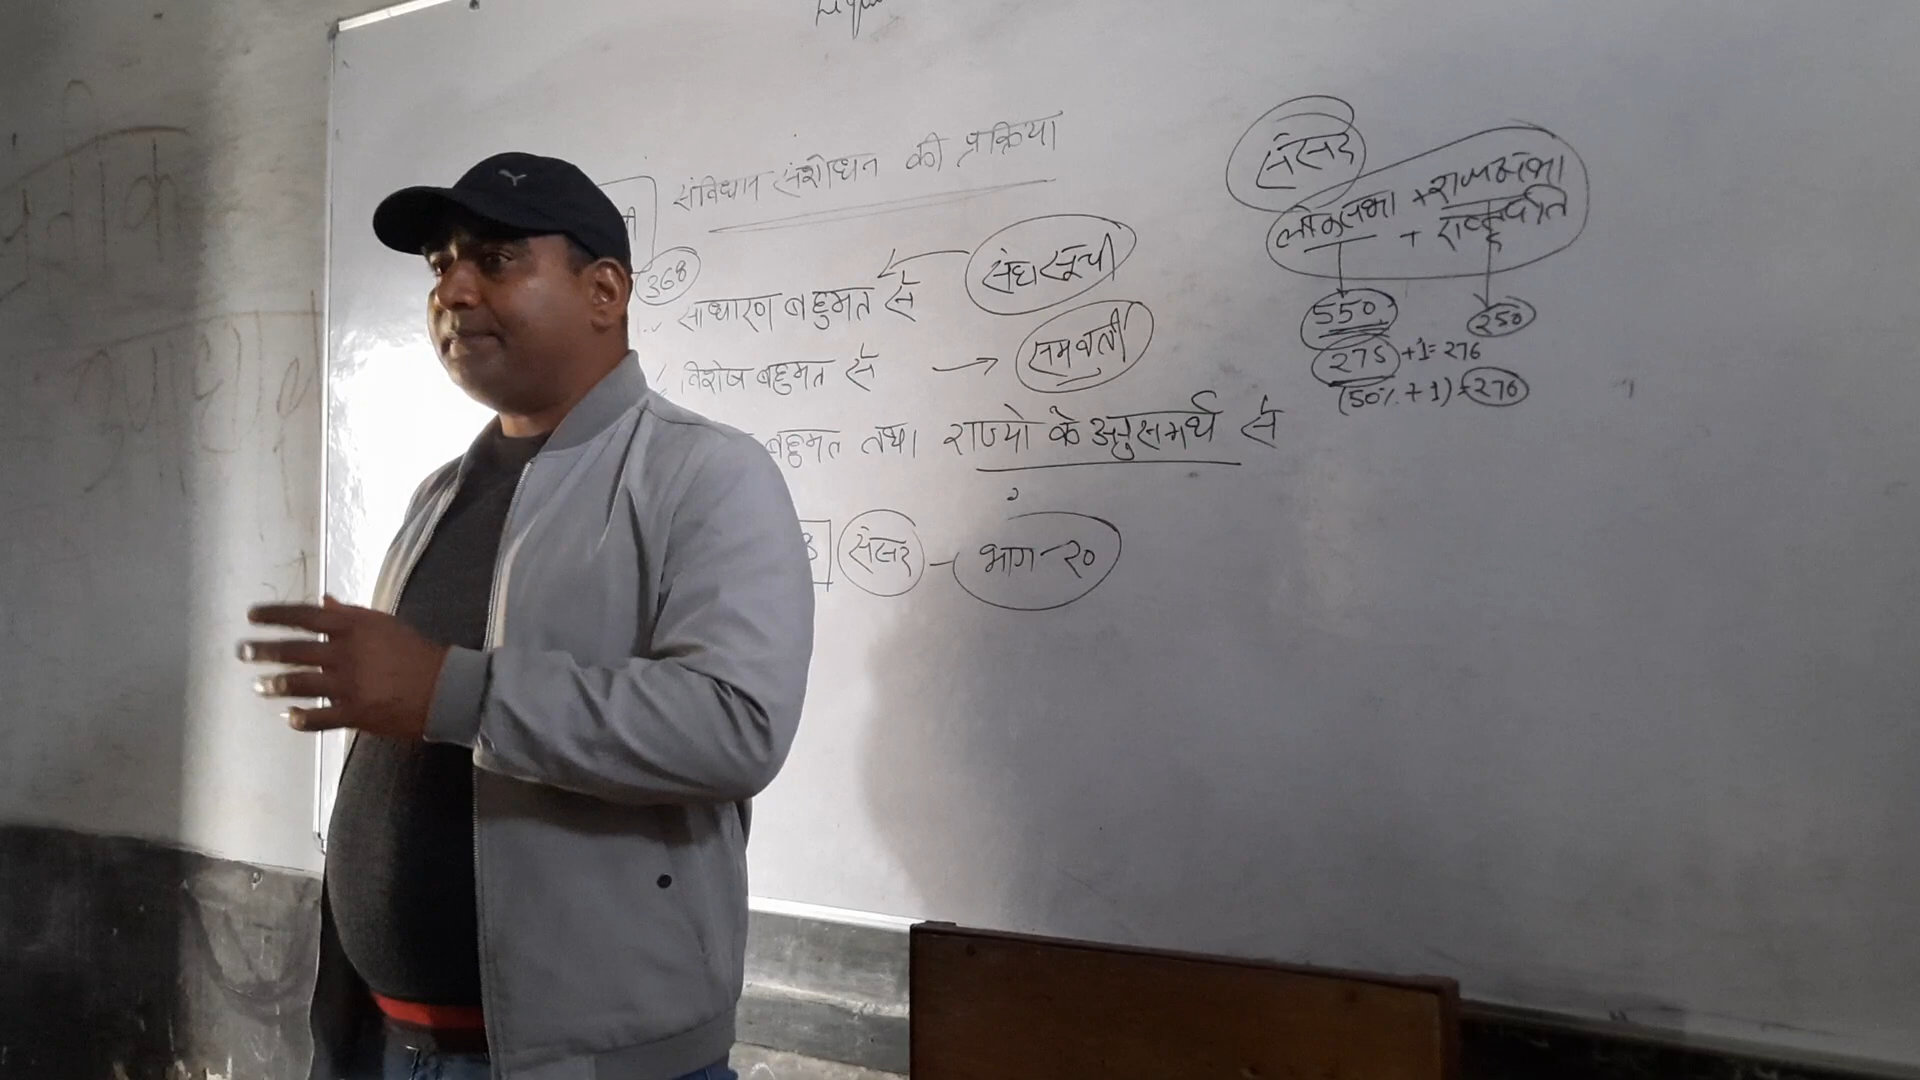 संविधान संशोधन की प्रक्रिया
368
साधारण बहुमत से
संघ सूची
विशेष बहुमत से → समवर्ती
बहुमत तथा राज्यो के अनुसमर्थ से
संसद - भाग-२०
संसद
लोकसभा + राज्यसभा
+ राष्ट्रपति
550
250
275 +1= 276
(50% + 1) = 276